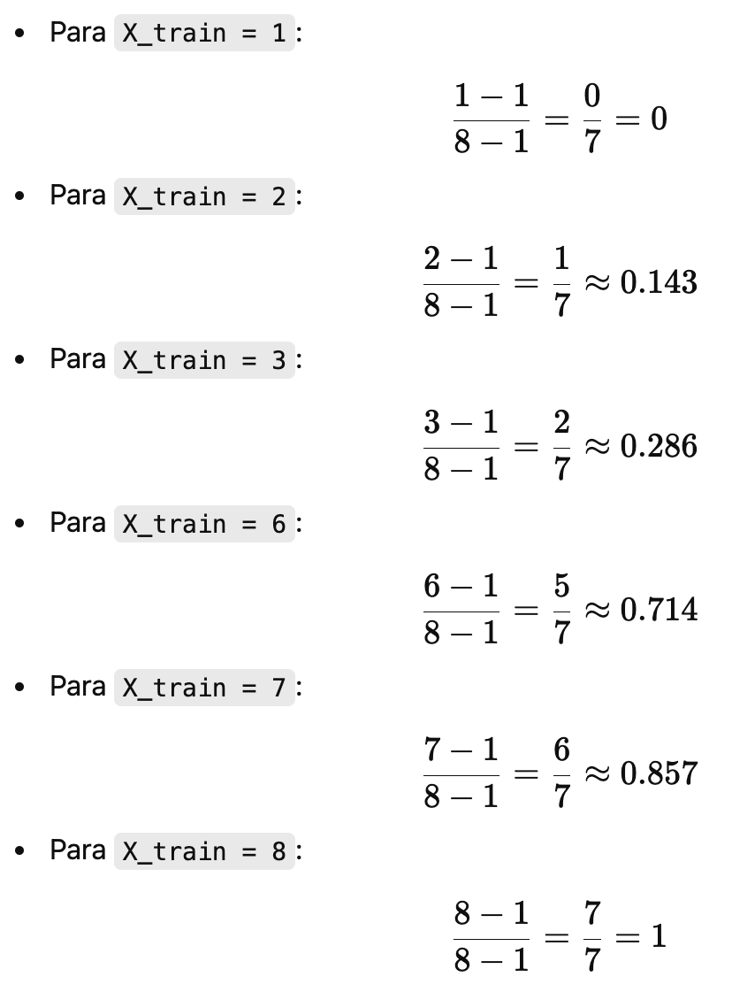 • Para X_train = 1:
\frac{1 - 1}{8 - 1} = \frac{0}{7} = 0
• Para X_train = 2:
\frac{2 - 1}{8 - 1} = \frac{1}{7} ≈ 0.143
• Para X_train = 3:
\frac{3 - 1}{8 - 1} = \frac{2}{7} ≈ 0.286
• Para X_train = 6:
\frac{6 - 1}{8 - 1} = \frac{5}{7} ≈ 0.714
• Para X_train = 7:
\frac{7 - 1}{8 - 1} = \frac{6}{7} ≈ 0.857
• Para X_train = 8:
\frac{8 - 1}{8 - 1} = \frac{7}{7} = 1